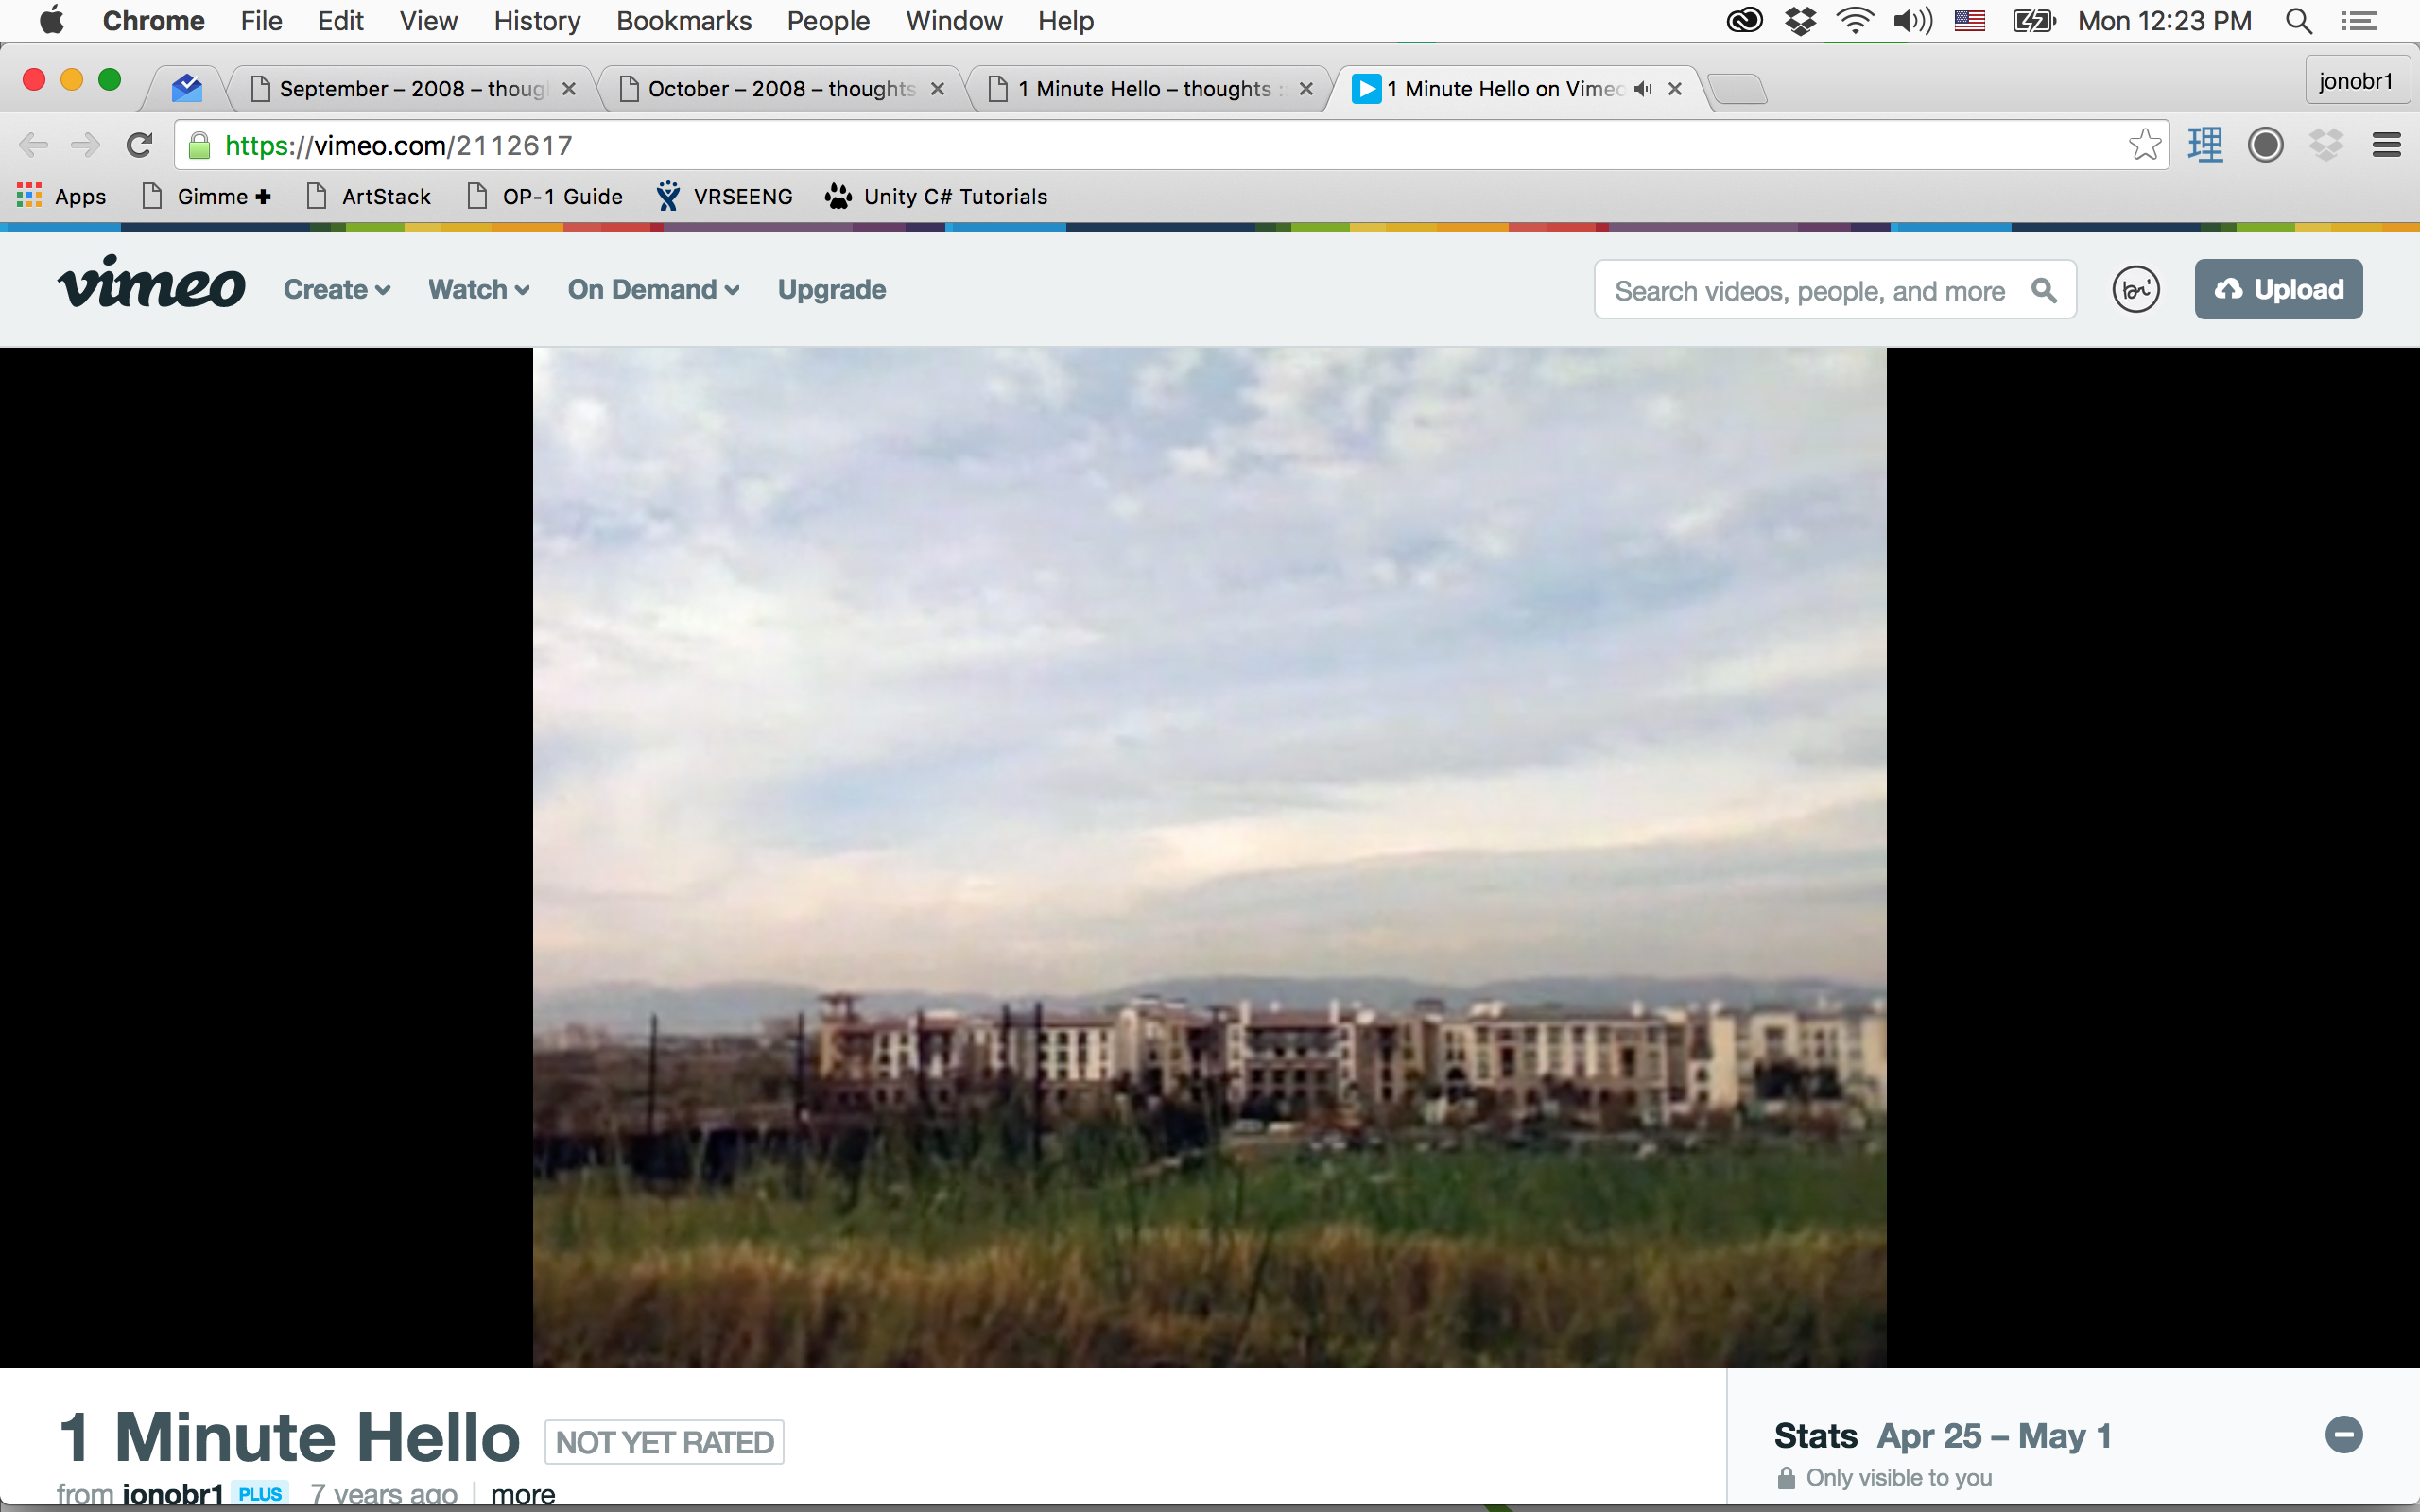 Chrome File Edit View History Bookmarks People Window Help Mon 12:23 PM
September – 2008 – thoug October – 2008 – thoughts 1 Minute Hello – thoughts : 1 Minute Hello on Vimeo jonobr1
https://vimeo.com/2112617 理
Apps Gimme + ArtStack OP-1 Guide VRSEENG Unity C# Tutorials
vimeo Create Watch On Demand Upgrade Search videos, people, and more Upload
1 Minute Hello NOT YET RATED
Stats Apr 25 – May 1
Only visible to you
from jonobr1 PLUS 7 years ago more